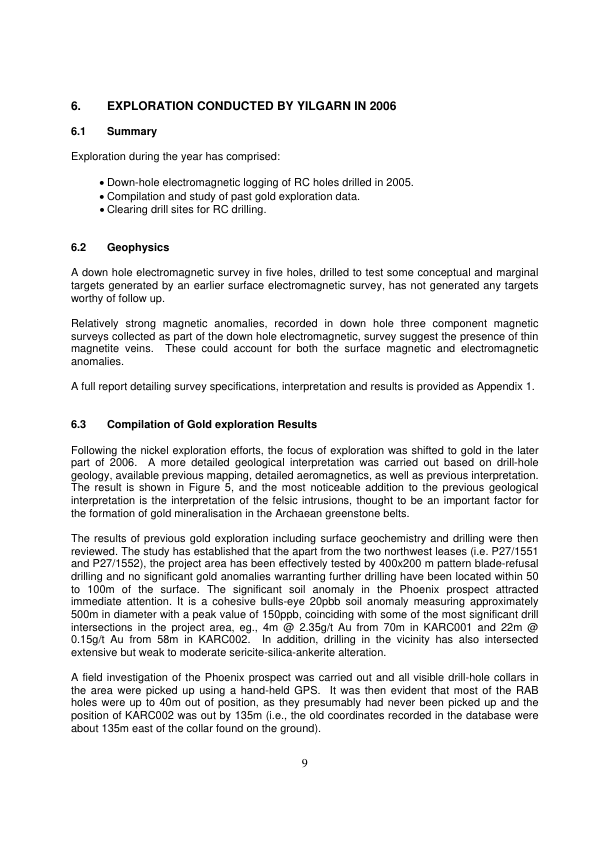 6. EXPLORATION CONDUCTED BY YILGARN IN 2006
6.1 Summary
Exploration during the year has comprised:
• Down-hole electromagnetic logging of RC holes drilled in 2005.
• Compilation and study of past gold exploration data.
• Clearing drill sites for RC drilling.
6.2 Geophysics
A down hole electromagnetic survey in five holes, drilled to test some conceptual and marginal
targets generated by an earlier surface electromagnetic survey, has not generated any targets
worthy of follow up.
Relatively strong magnetic anomalies, recorded in down hole three component magnetic
surveys collected as part of the down hole electromagnetic, survey suggest the presence of thin
magnetite veins. These could account for both the surface magnetic and electromagnetic
anomalies.
A full report detailing survey specifications, interpretation and results is provided as Appendix 1.
6.3 Compilation of Gold exploration Results
Following the nickel exploration efforts, the focus of exploration was shifted to gold in the later
part of 2006. A more detailed geological interpretation was carried out based on drill-hole
geology, available previous mapping, detailed aeromagnetics, as well as previous interpretation.
The result is shown in Figure 5, and the most noticeable addition to the previous geological
interpretation is the interpretation of the felsic intrusions, thought to be an important factor for
the formation of gold mineralisation in the Archaean greenstone belts.
The results of previous gold exploration including surface geochemistry and drilling were then
reviewed. The study has established that the apart from the two northwest leases (i.e. P27/1551
and P27/1552), the project area has been effectively tested by 400x200 m pattern blade-refusal
drilling and no significant gold anomalies warranting further drilling have been located within 50
to 100m of the surface. The significant soil anomaly in the Phoenix prospect attracted
immediate attention. It is a cohesive bulls-eye 20ppb soil anomaly measuring approximately
500m in diameter with a peak value of 150ppb, coinciding with some of the most significant drill
intersections in the project area, eg., 4m @ 2.35g/t Au from 70m in KARC001 and 22m @
0.15g/t Au from 58m in KARC002. In addition, drilling in the vicinity has also intersected
extensive but weak to moderate sericite-silica-ankerite alteration.
A field investigation of the Phoenix prospect was carried out and all visible drill-hole collars in
the area were picked up using a hand-held GPS. It was then evident that most of the RAB
holes were up to 40m out of position, as they presumably had never been picked up and the
position of KARC002 was out by 135m (i.e., the old coordinates recorded in the database were
about 135m east of the collar found on the ground).
9